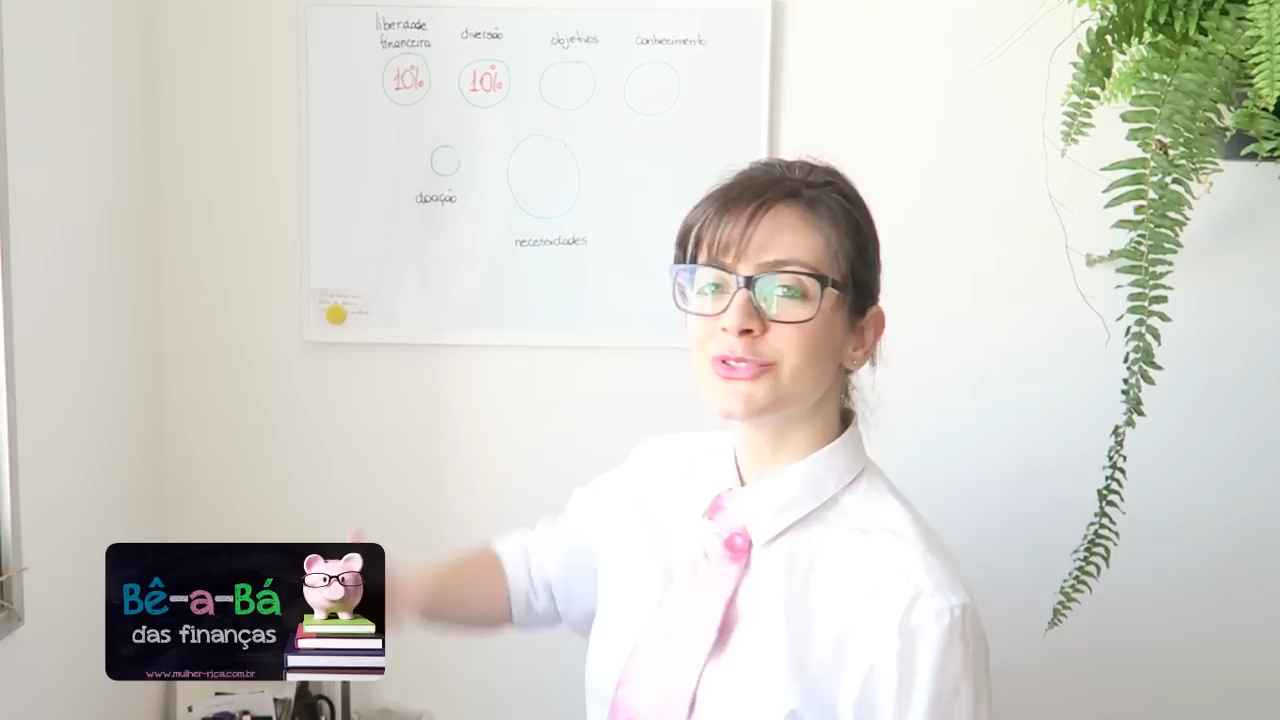 liberdade
financeira
diversão
objetivos
conhecimento
10%
10%
doação
necessidades
Bê-a-Bá
das finanças
www.mulher-rica.com.br